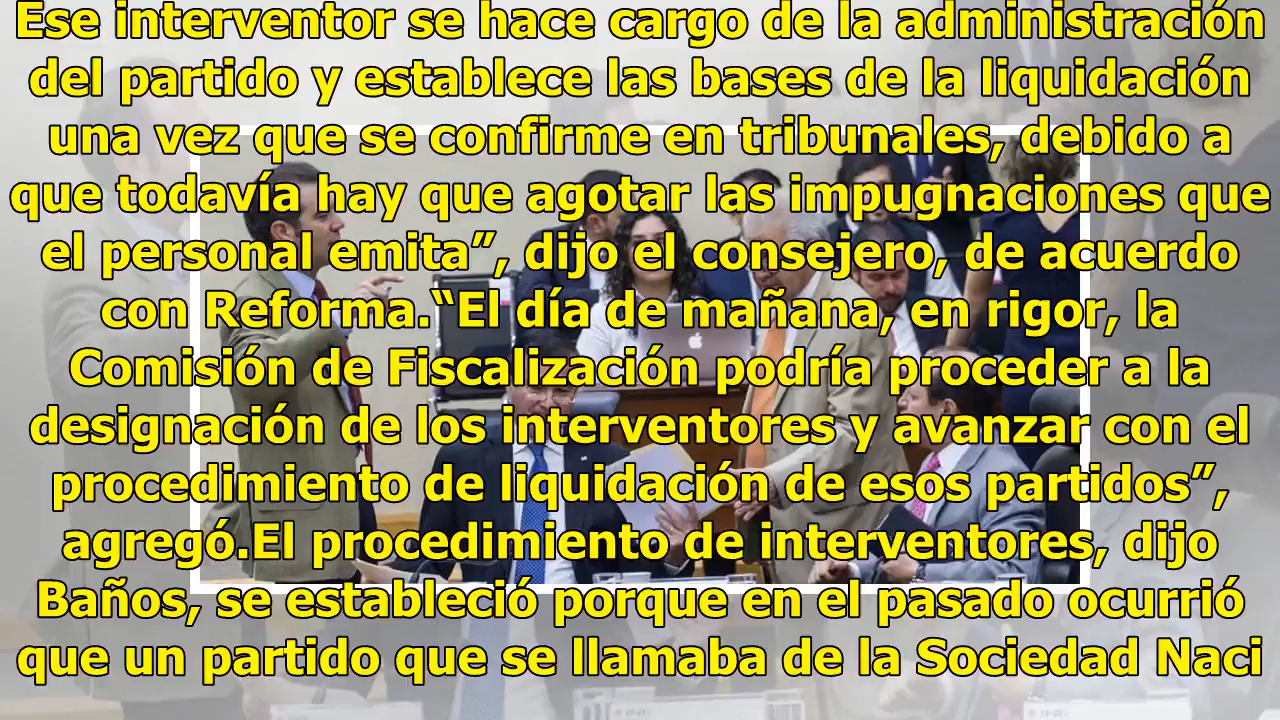 Ese interventor se hace cargo de la administración
del partido y establece las bases de la liquidación
una vez que se confirme en tribunales, debido a
que todavía hay que agotar las impugnaciones que
el personal emita”, dijo el consejero, de acuerdo
con Reforma.“El día de mañana, en rigor, la
Comisión de Fiscalización podría proceder a la
designación de los interventores y avanzar con el
procedimiento de liquidación de esos partidos”,
agregó.El procedimiento de interventores, dijo
Baños, se estableció porque en el pasado ocurrió
que un partido que se llamaba de la Sociedad Naci